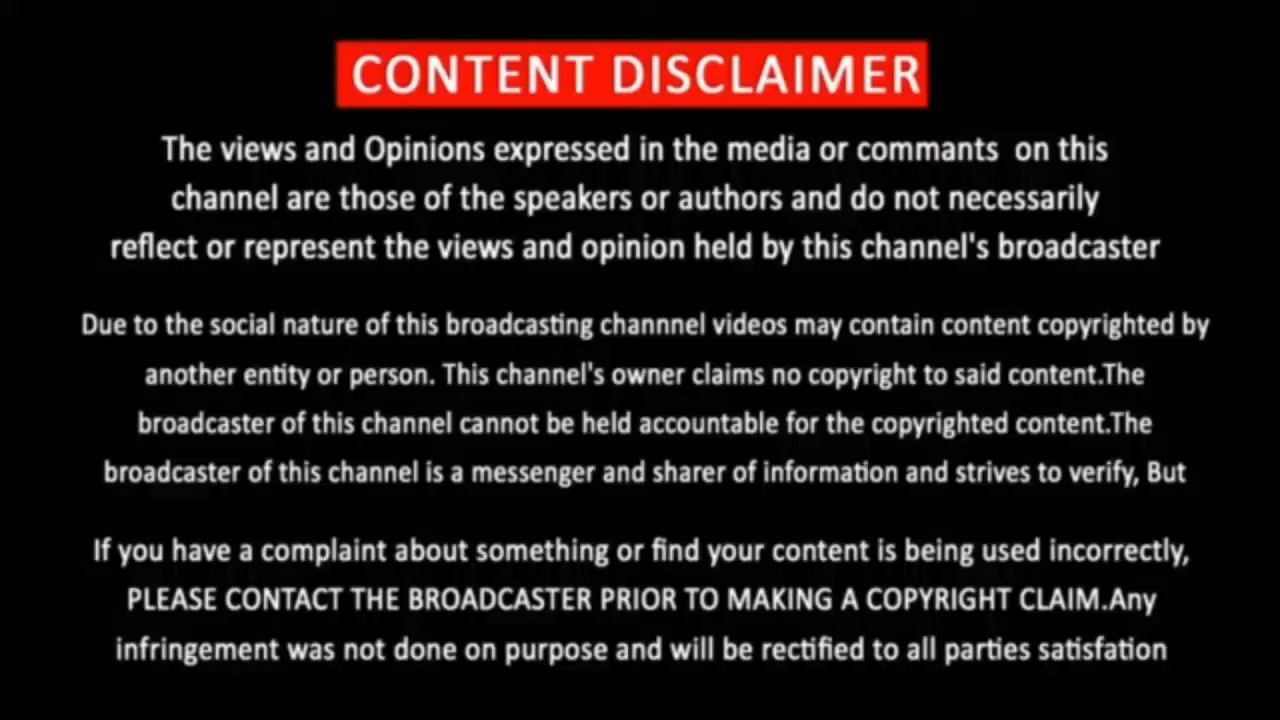 CONTENT DISCLAIMER
The views and Opinions expressed in the media or commants on this
channel are those of the speakers or authors and do not necessarily
reflect or represent the views and opinion held by this channel's broadcaster
Due to the social nature of this broadcasting channnel videos may contain content copyrighted by
another entity or person. This channel's owner claims no copyright to said content.The
broadcaster of this channel cannot be held accountable for the copyrighted content.The
broadcaster of this channel is a messenger and sharer of information and strives to verify, But
If you have a complaint about something or find your content is being used incorrectly,
PLEASE CONTACT THE BROADCASTER PRIOR TO MAKING A COPYRIGHT CLAIM.Any
infringement was not done on purpose and will be rectified to all parties satisfation